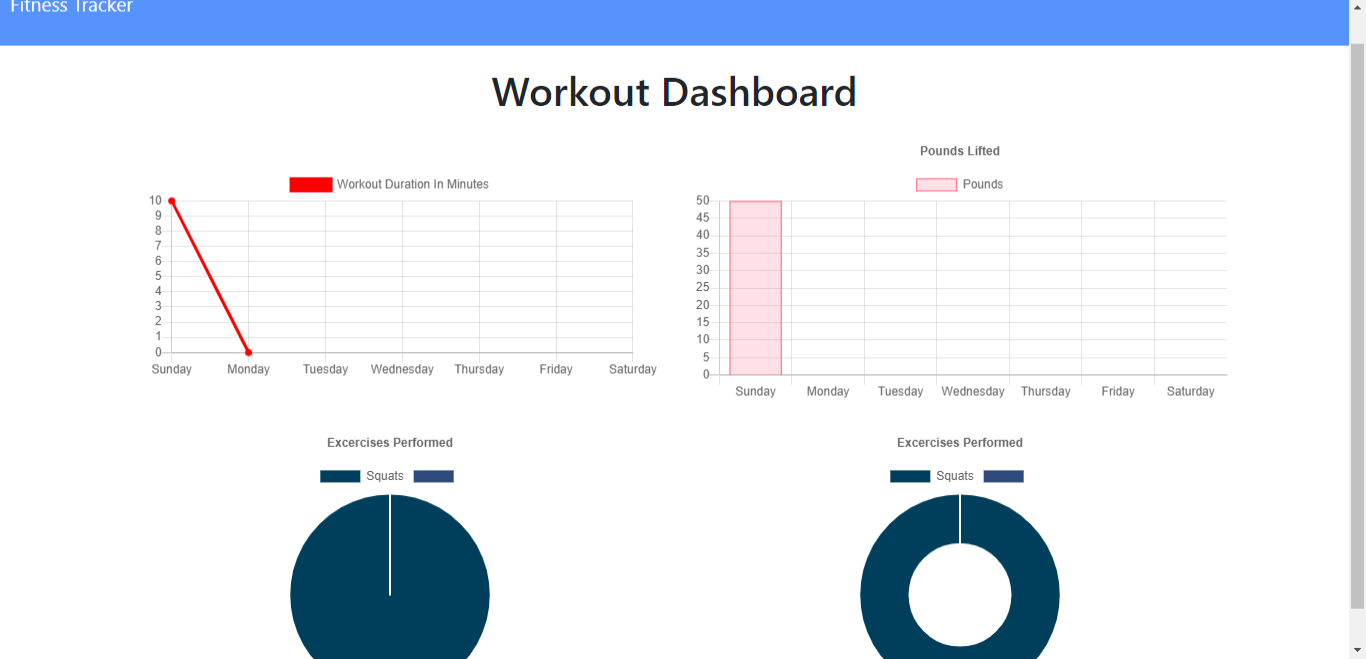 Fitness Tracker
Workout Dashboard
Workout Duration In Minutes
10
9
8
7
6
5
4
3
2
1
0
Sunday Monday Tuesday Wednesday Thursday Friday Saturday
Pounds Lifted
Pounds
50
45
40
35
30
25
20
15
10
5
0
Sunday Monday Tuesday Wednesday Thursday Friday Saturday
Excercises Performed
Squats
Excercises Performed
Squats